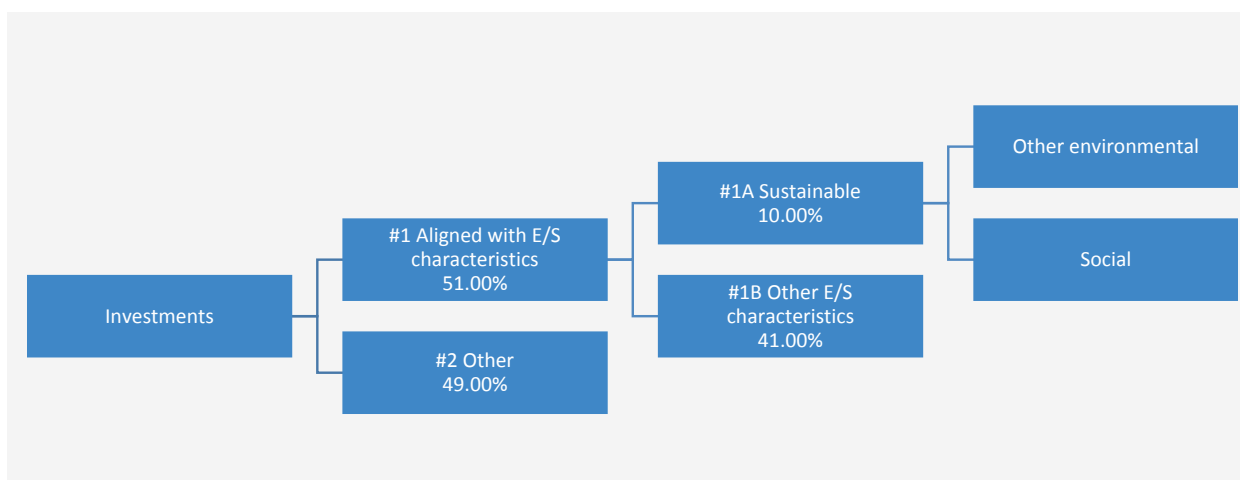 Investments
#1 Aligned with E/S
characteristics
51.00%
#2 Other
49.00%
#1A Sustainable
10.00%
#1B Other E/S
characteristics
41.00%
Other environmental
Social